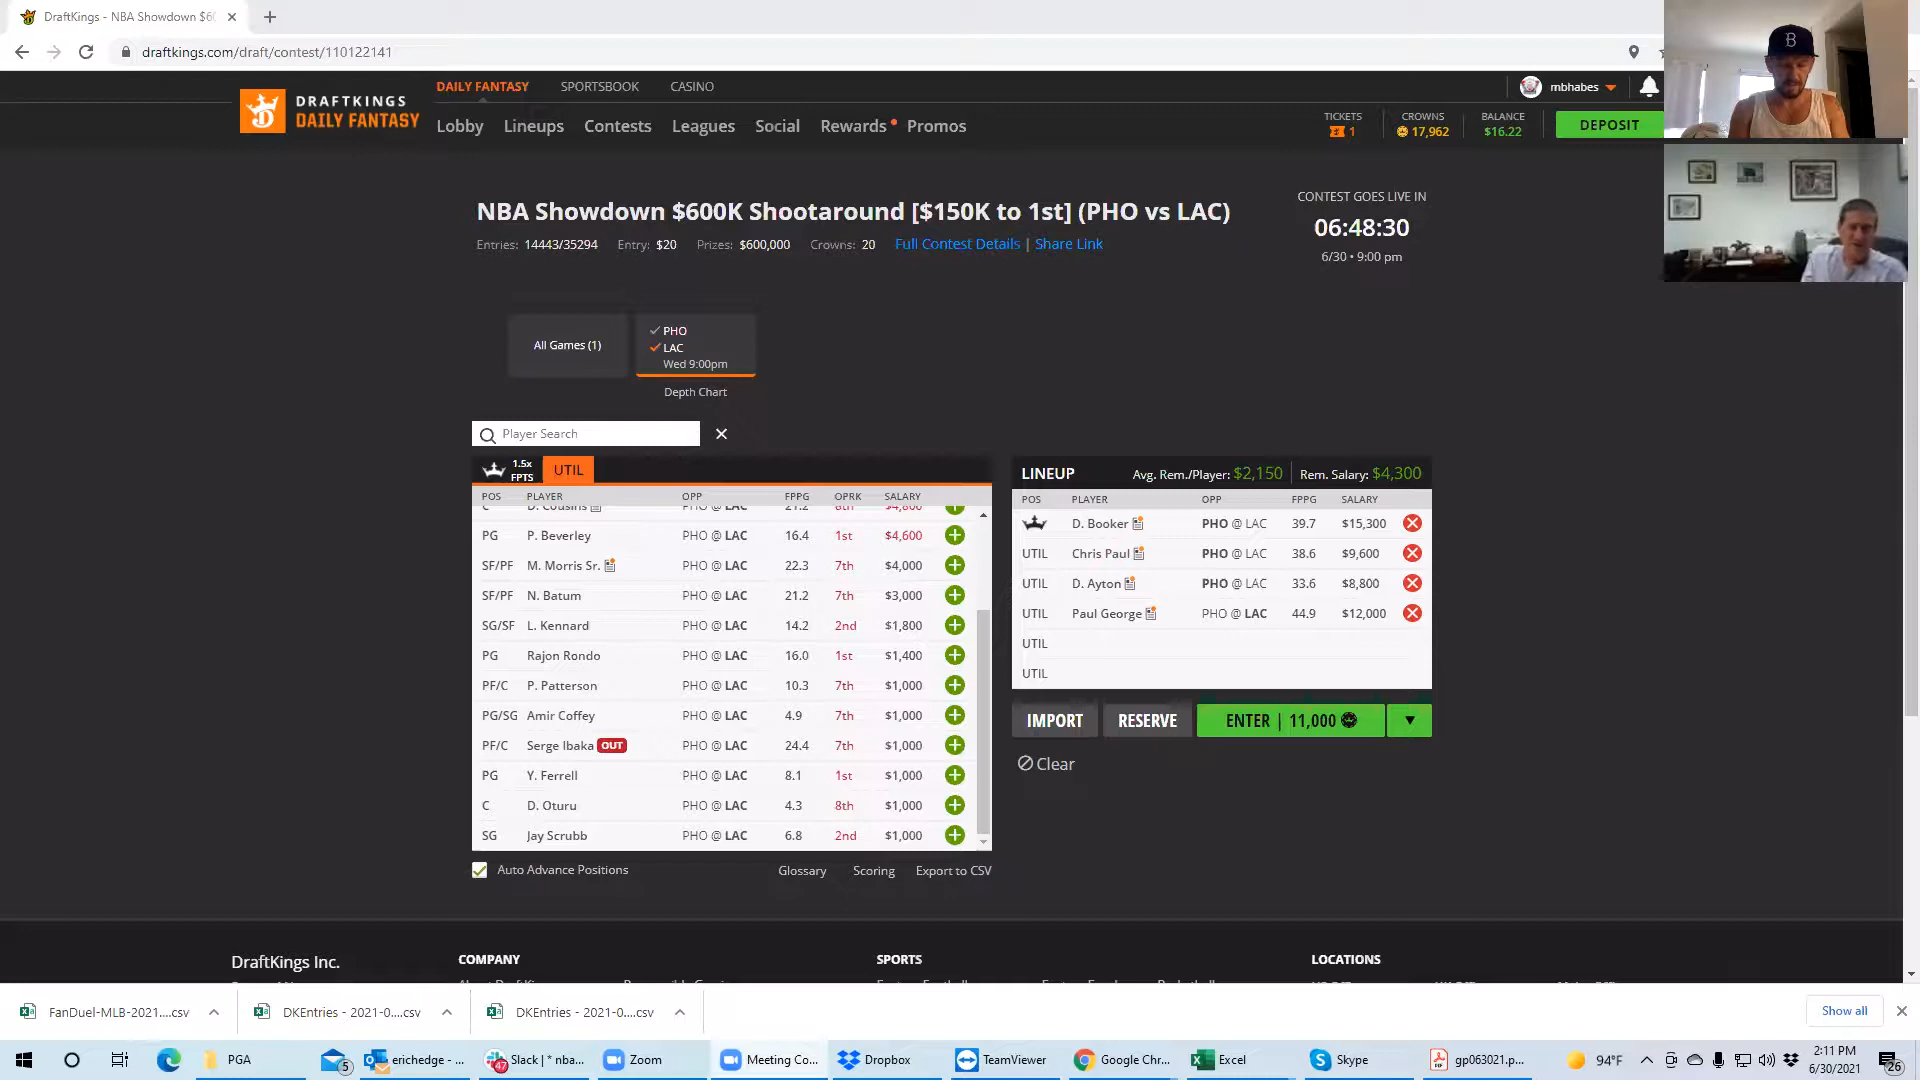 DraftKings - NBA Showdown $6
draftkings.com/draft/contest/110122141
DAILY FANTASY SPORTSBOOK CASINO
mbhabes
DRAFTKINGS
DAILY FANTASY
Lobby Lineups Contests Leagues Social Rewards Promos
TICKETS CROWNS BALANCE
1 17,962 $16.22
DEPOSIT
B
NBA Showdown $600K Shootaround [$150K to 1st] (PHO vs LAC)
Entries: 14443/35294 Entry: $20 Prizes: $600,000 Crowns: 20 Full Contest Details | Share Link
CONTEST GOES LIVE IN
06:48:30
6/30 • 9:00 pm
All Games (1)
PHO
LAC
Wed 9:00pm
Depth Chart
Player Search
1.5x
FPTS
UTIL
POS PLAYER OPP FPPG OPRK SALARY
C D. Cousins PHO @ LAC 21.2 8th $4,800
PG P. Beverley PHO @ LAC 16.4 1st $4,600
SF/PF M. Morris Sr. PHO @ LAC 22.3 7th $4,000
SF/PF N. Batum PHO @ LAC 21.2 7th $3,000
SG/SF L. Kennard PHO @ LAC 14.2 2nd $1,800
PG Rajon Rondo PHO @ LAC 16.0 1st $1,400
PF/C P. Patterson PHO @ LAC 10.3 7th $1,000
PG/SG Amir Coffey PHO @ LAC 4.9 7th $1,000
PF/C Serge Ibaka OUT PHO @ LAC 24.4 7th $1,000
PG Y. Ferrell PHO @ LAC 8.1 1st $1,000
C D. Oturu PHO @ LAC 4.3 8th $1,000
SG Jay Scrubb PHO @ LAC 6.8 2nd $1,000
Auto Advance Positions
Glossary Scoring Export to CSV
LINEUP Avg. Rem./Player: $2,150 Rem. Salary: $4,300
POS PLAYER OPP FPPG SALARY
D. Booker PHO @ LAC 39.7 $15,300
UTIL Chris Paul PHO @ LAC 38.6 $9,600
UTIL D. Ayton PHO @ LAC 33.6 $8,800
UTIL Paul George PHO @ LAC 44.9 $12,000
UTIL
UTIL
IMPORT RESERVE ENTER | 11,000
Clear
DraftKings Inc.
COMPANY SPORTS LOCATIONS
FanDuel-MLB-2021....csv
DKEntries - 2021-0....csv
DKEntries - 2021-0....csv
Show all
PGA
5
erichedge - ...
47
Slack | * nba...
Zoom
Meeting Co...
Dropbox
TeamViewer
Google Chr...
Excel
Skype
gp063021.p...
94°F
2:11 PM
6/30/2021
26